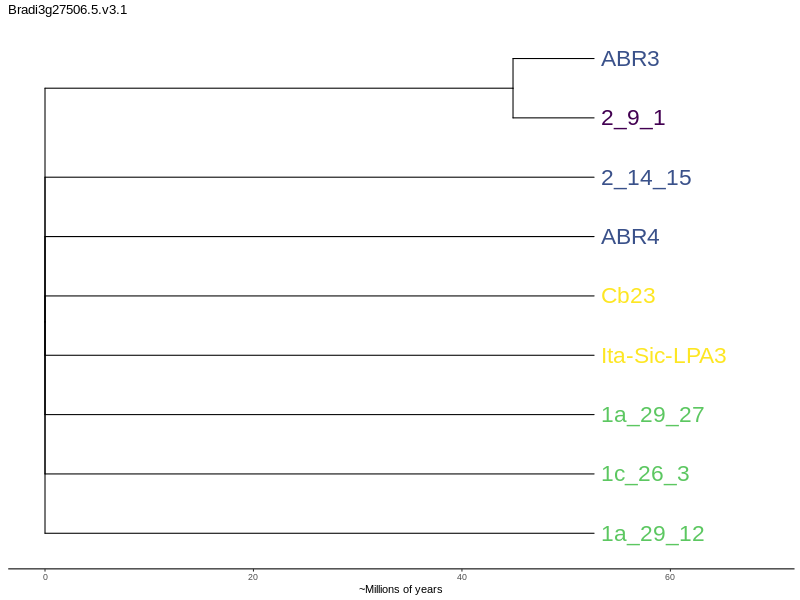 Bradi3g27506.5.v3.1
ABR3
2_9_1
2_14_15
ABR4
Cb23
Ita-Sic-LPA3
1a_29_27
1c_26_3
1a_29_12
0 20 40 60
~Millions of years